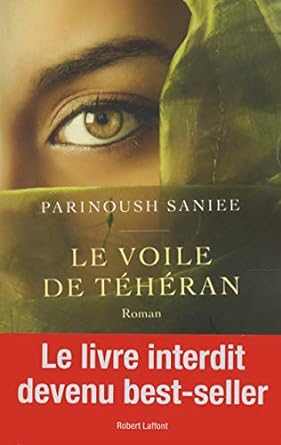 PARINOUSH SANIEE
LE VOILE
DE TÉHÉRAN
Roman
Le livre interdit
devenu best-seller
Robert Laffont